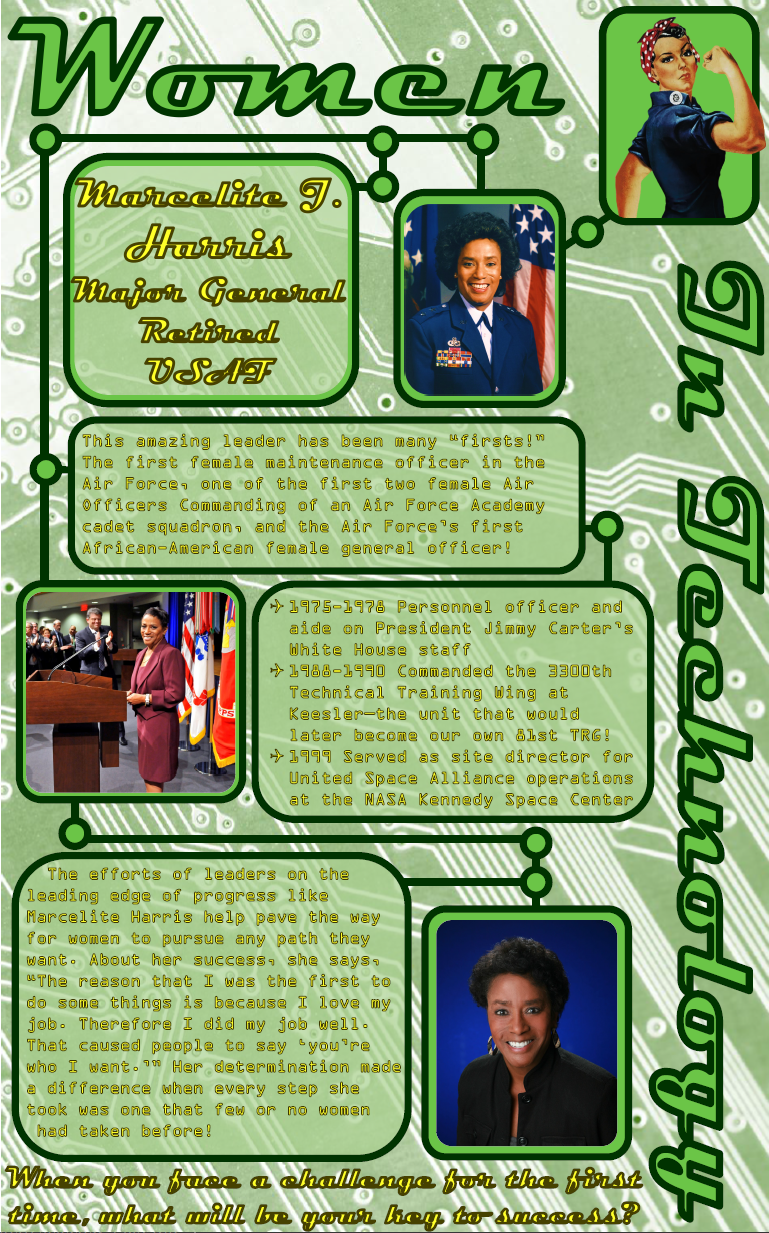 Women
In Technology
Marcelite J.
Harris
Major General
Retired
USAF
This amazing leader has been many "firsts!"
The first female maintenance officer in the
Air Force, one of the first two female Air
Officers Commanding of an Air Force Academy
cadet squadron, and the Air Force's first
African-American female general officer!
✈1975-1978 Personnel officer and
aide on President Jimmy Carter's
White House staff
✈1988-1990 Commanded the 3300th
Technical Training Wing at
Keesler—the unit that would
later become our own 81st TRG!
✈1999 Served as site director for
United Space Alliance operations
at the NASA Kennedy Space Center
The efforts of leaders on the
leading edge of progress like
Marcelite Harris help pave the way
for women to pursue any path they
want. About her success, she says,
"The reason that I was the first to
do some things is because I love my
job. Therefore I did my job well.
That caused people to say 'you're
who I want.'" Her determination made
a difference when every step she
took was one that few or no women
had taken before!
When you face a challenge for the first
time, what will be your key to success?